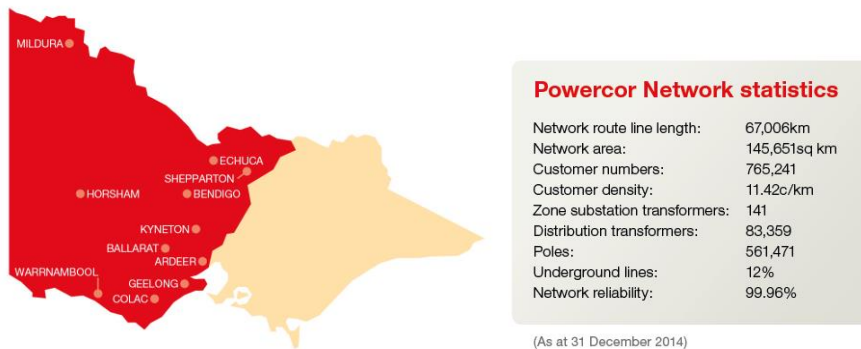 MILDURA
ECHUCA
SHEPPARTON
HORSHAM
BENDIGO
KYNETON
BALLARAT
ARDEER
WARRNAMBOOL
GEELONG
COLAC
Powercor Network statistics
Network route line length: 67,006km
Network area: 145,651sq km
Customer numbers: 765,241
Customer density: 11.42c/km
Zone substation transformers: 141
Distribution transformers: 83,359
Poles: 561,471
Underground lines: 12%
Network reliability: 99.96%
(As at 31 December 2014)